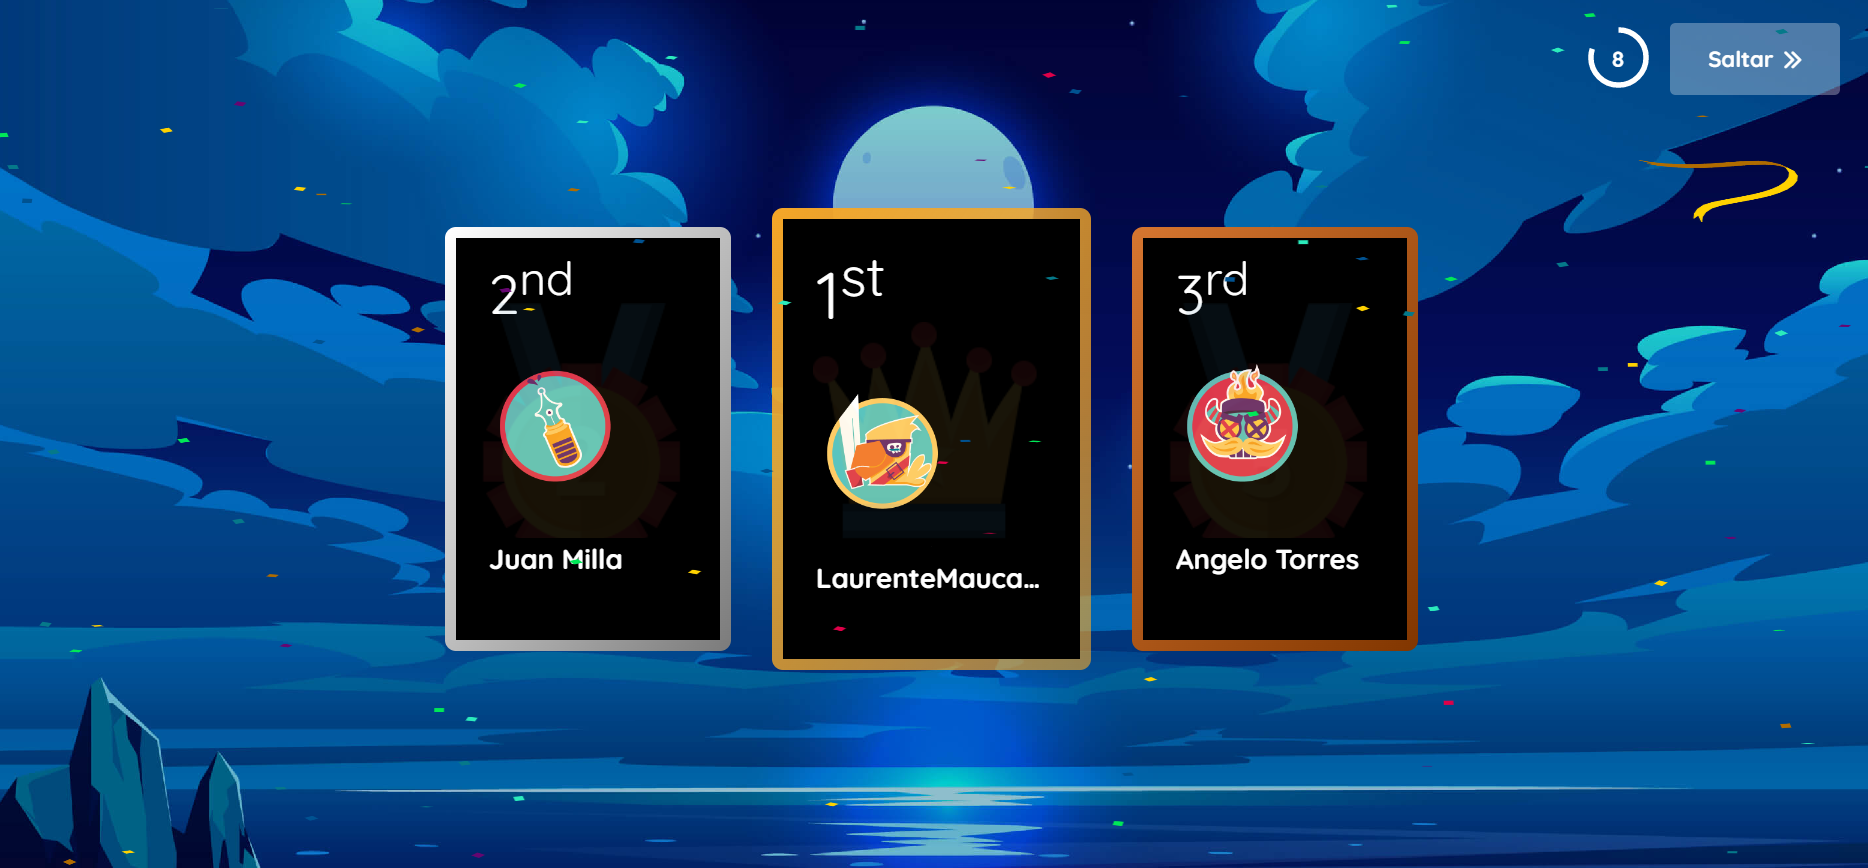 8
Saltar
2nd
Juan Milla
1st
LaurenteMauca...
3rd
Angelo Torres